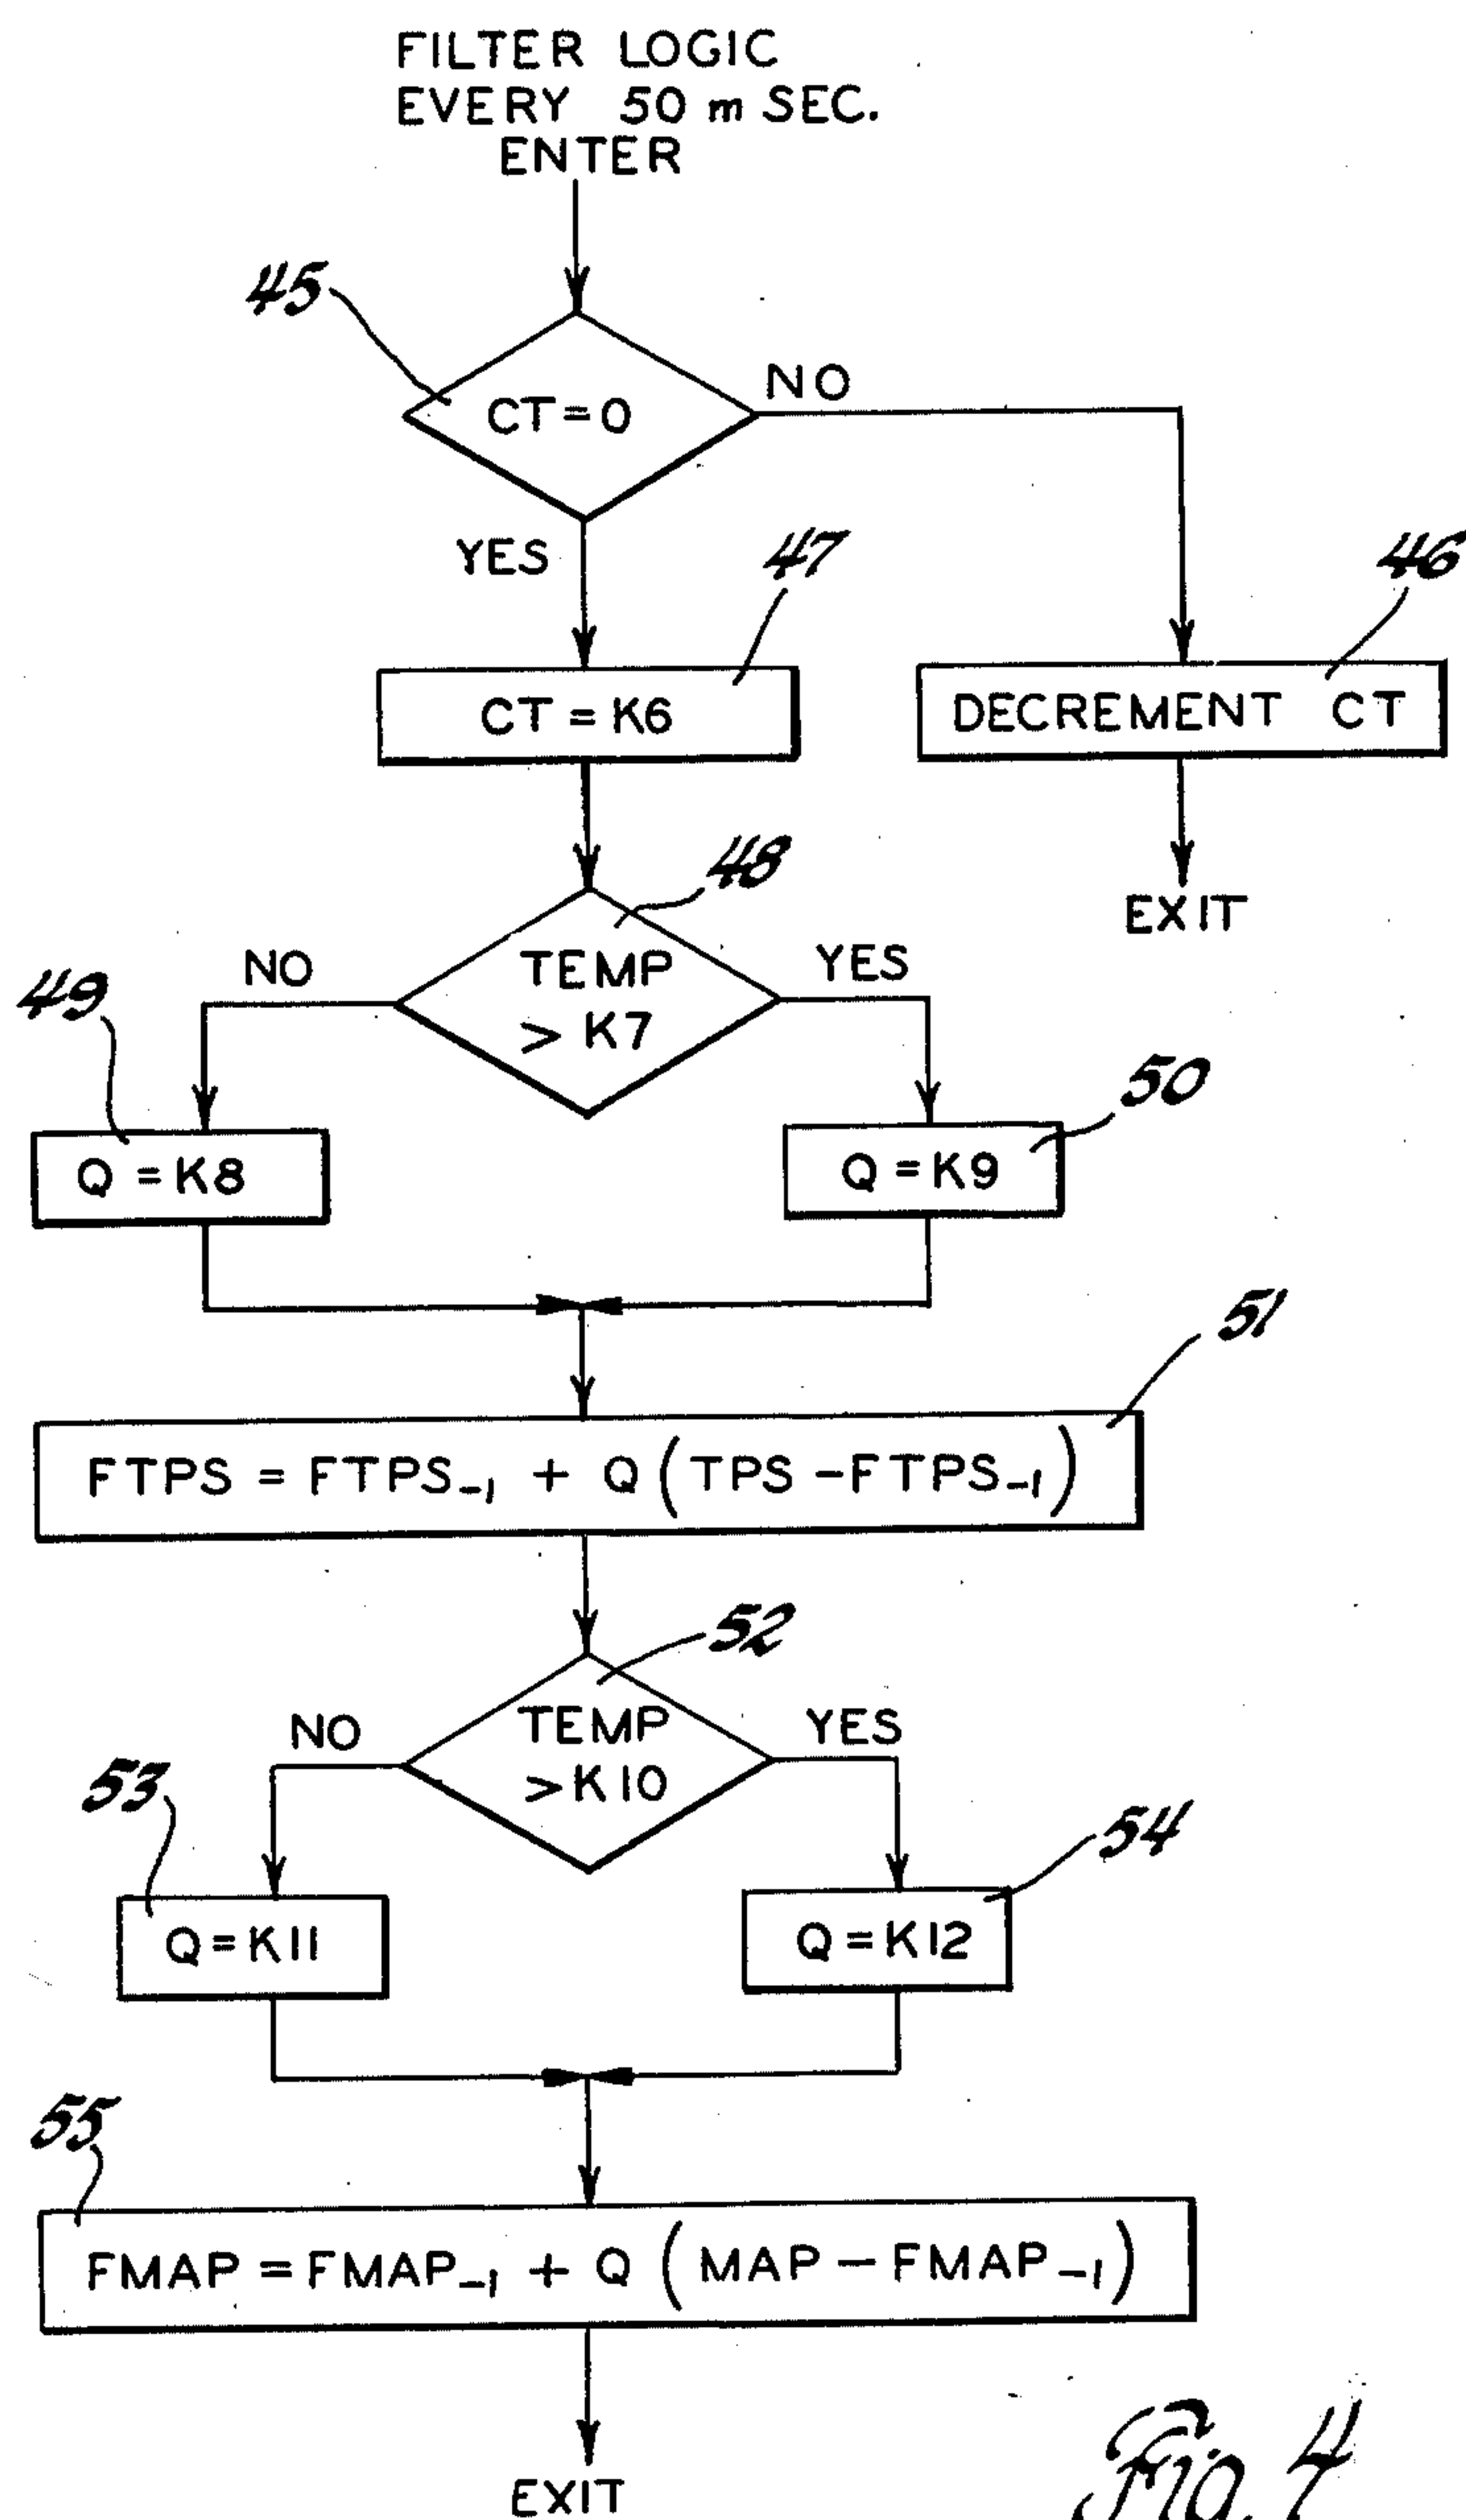 FILTER LOGIC
EVERY 50 m SEC.
ENTER
45
CT=0
NO
YES
47
46
CT = K6
DECREMENT CT
48
EXIT
NO
TEMP
> K7
YES
49
50
Q = K8
Q = K9
51
FTPS = FTPS₋₁ + Q (TPS − FTPS₋₁)
52
NO
TEMP
> K10
YES
53
54
Q = K11
Q = K12
55
FMAP = FMAP₋₁ + Q (MAP − FMAP₋₁)
EXIT
Fig. 4